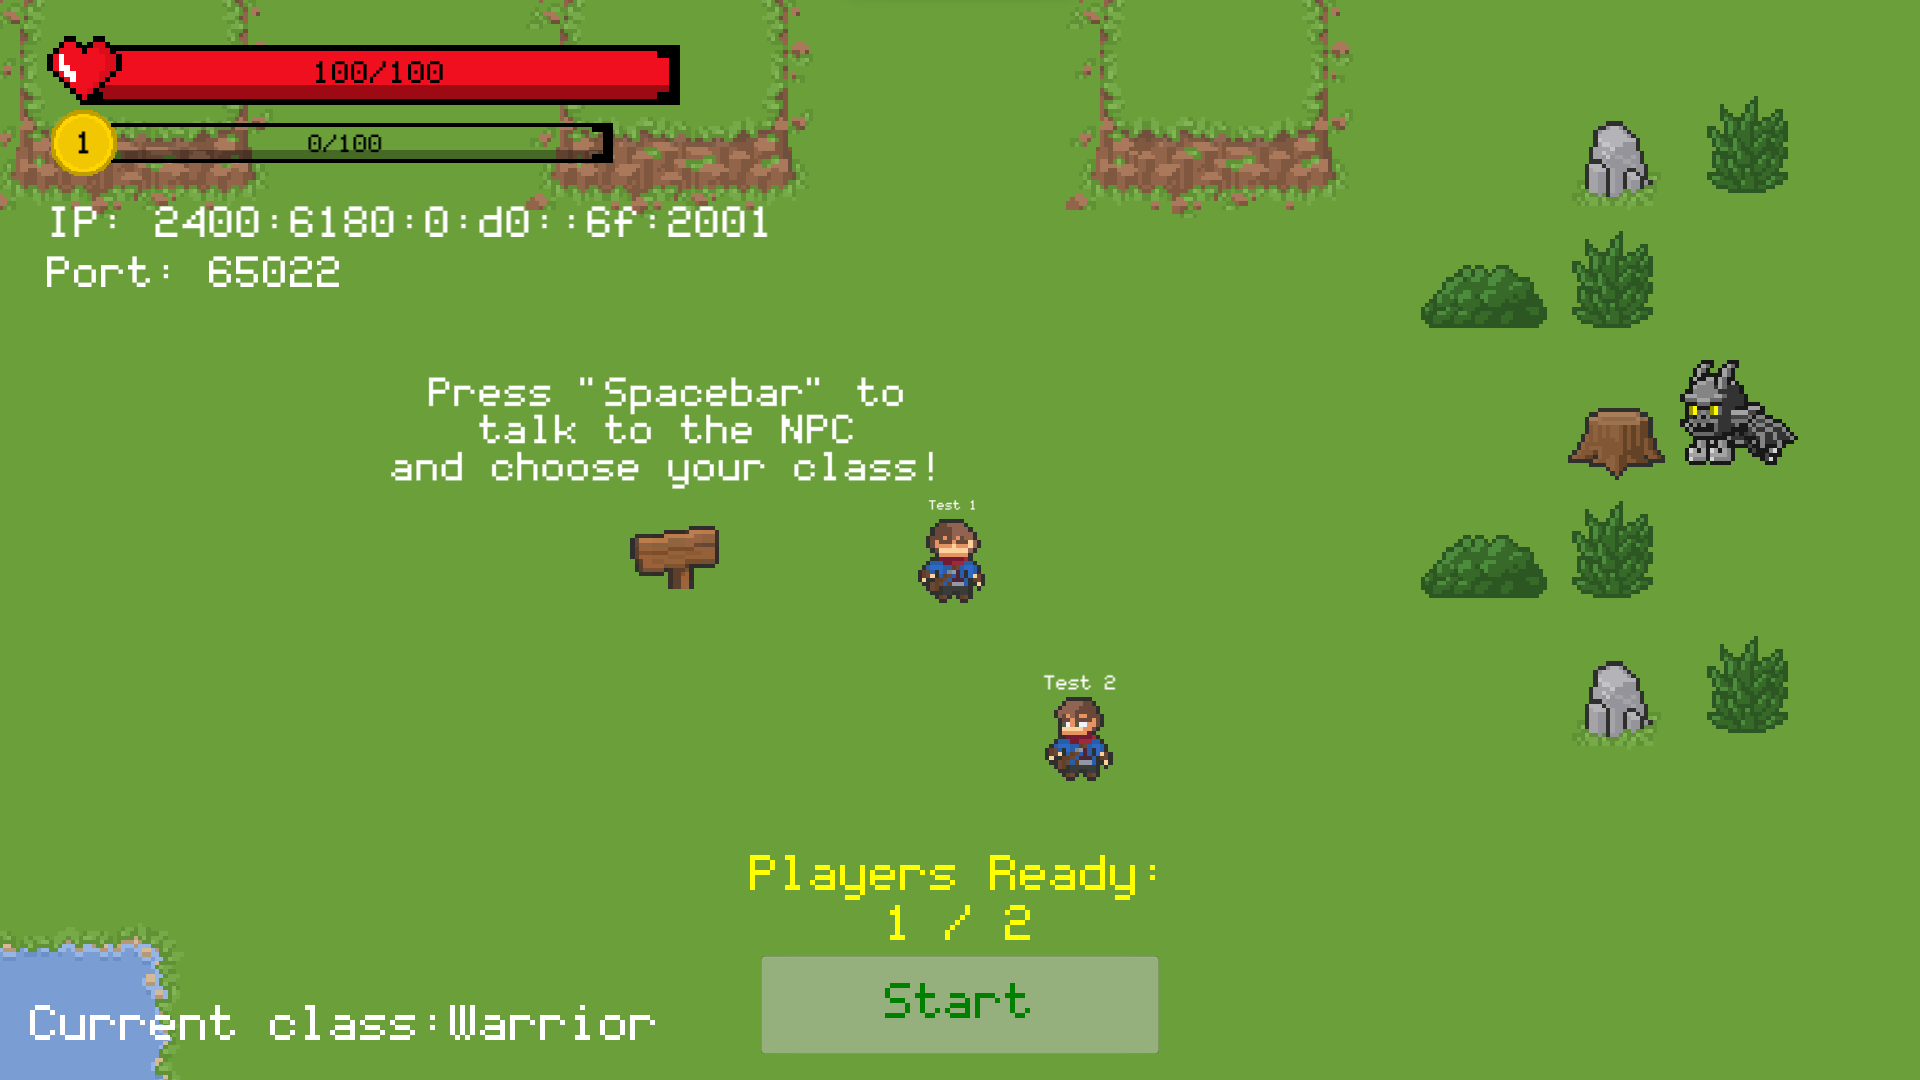 100/100
1
0/100
IP: 2400:6180:0:d0::6f:2001
Port: 65022
Press "Spacebar" to
talk to the NPC
and choose your class!
Test 1
Test 2
Players Ready:
1 / 2
Start
Current class:Warrior